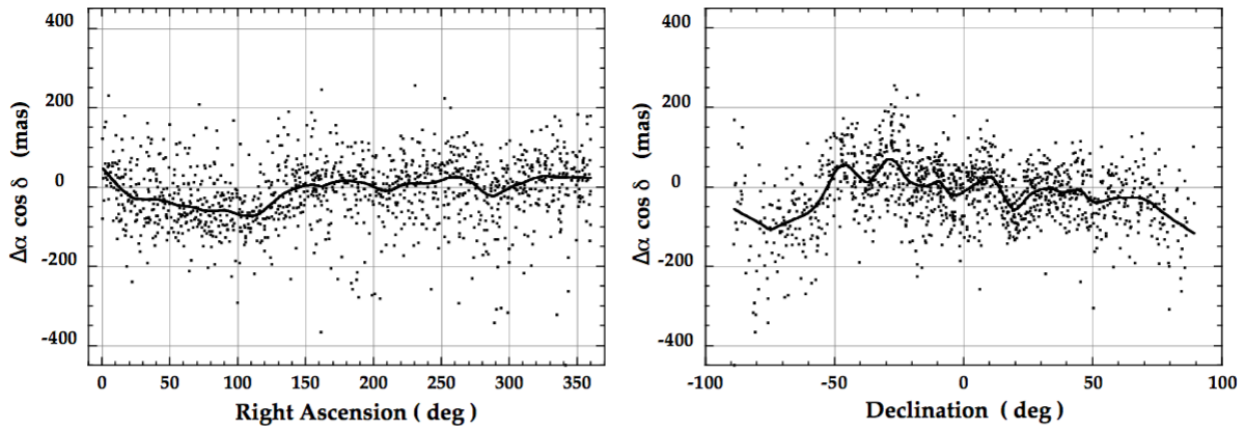 400
200
0
-200
-400
Δα cos δ (mas)
0 50 100 150 200 250 300 350
Right Ascension ( deg )
400
200
0
-200
-400
Δα cos δ (mas)
-100 -50 0 50 100
Declination ( deg )